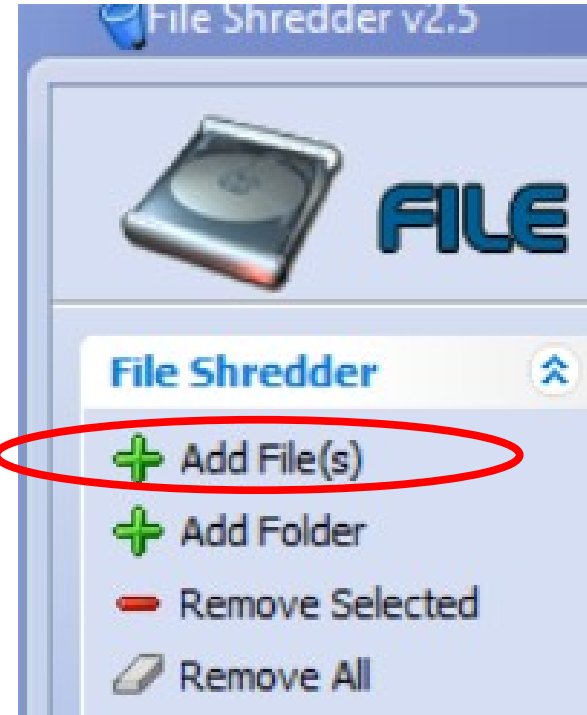 File Shredder v2.5
FILE
File Shredder
Add File(s)
Add Folder
Remove Selected
Remove All